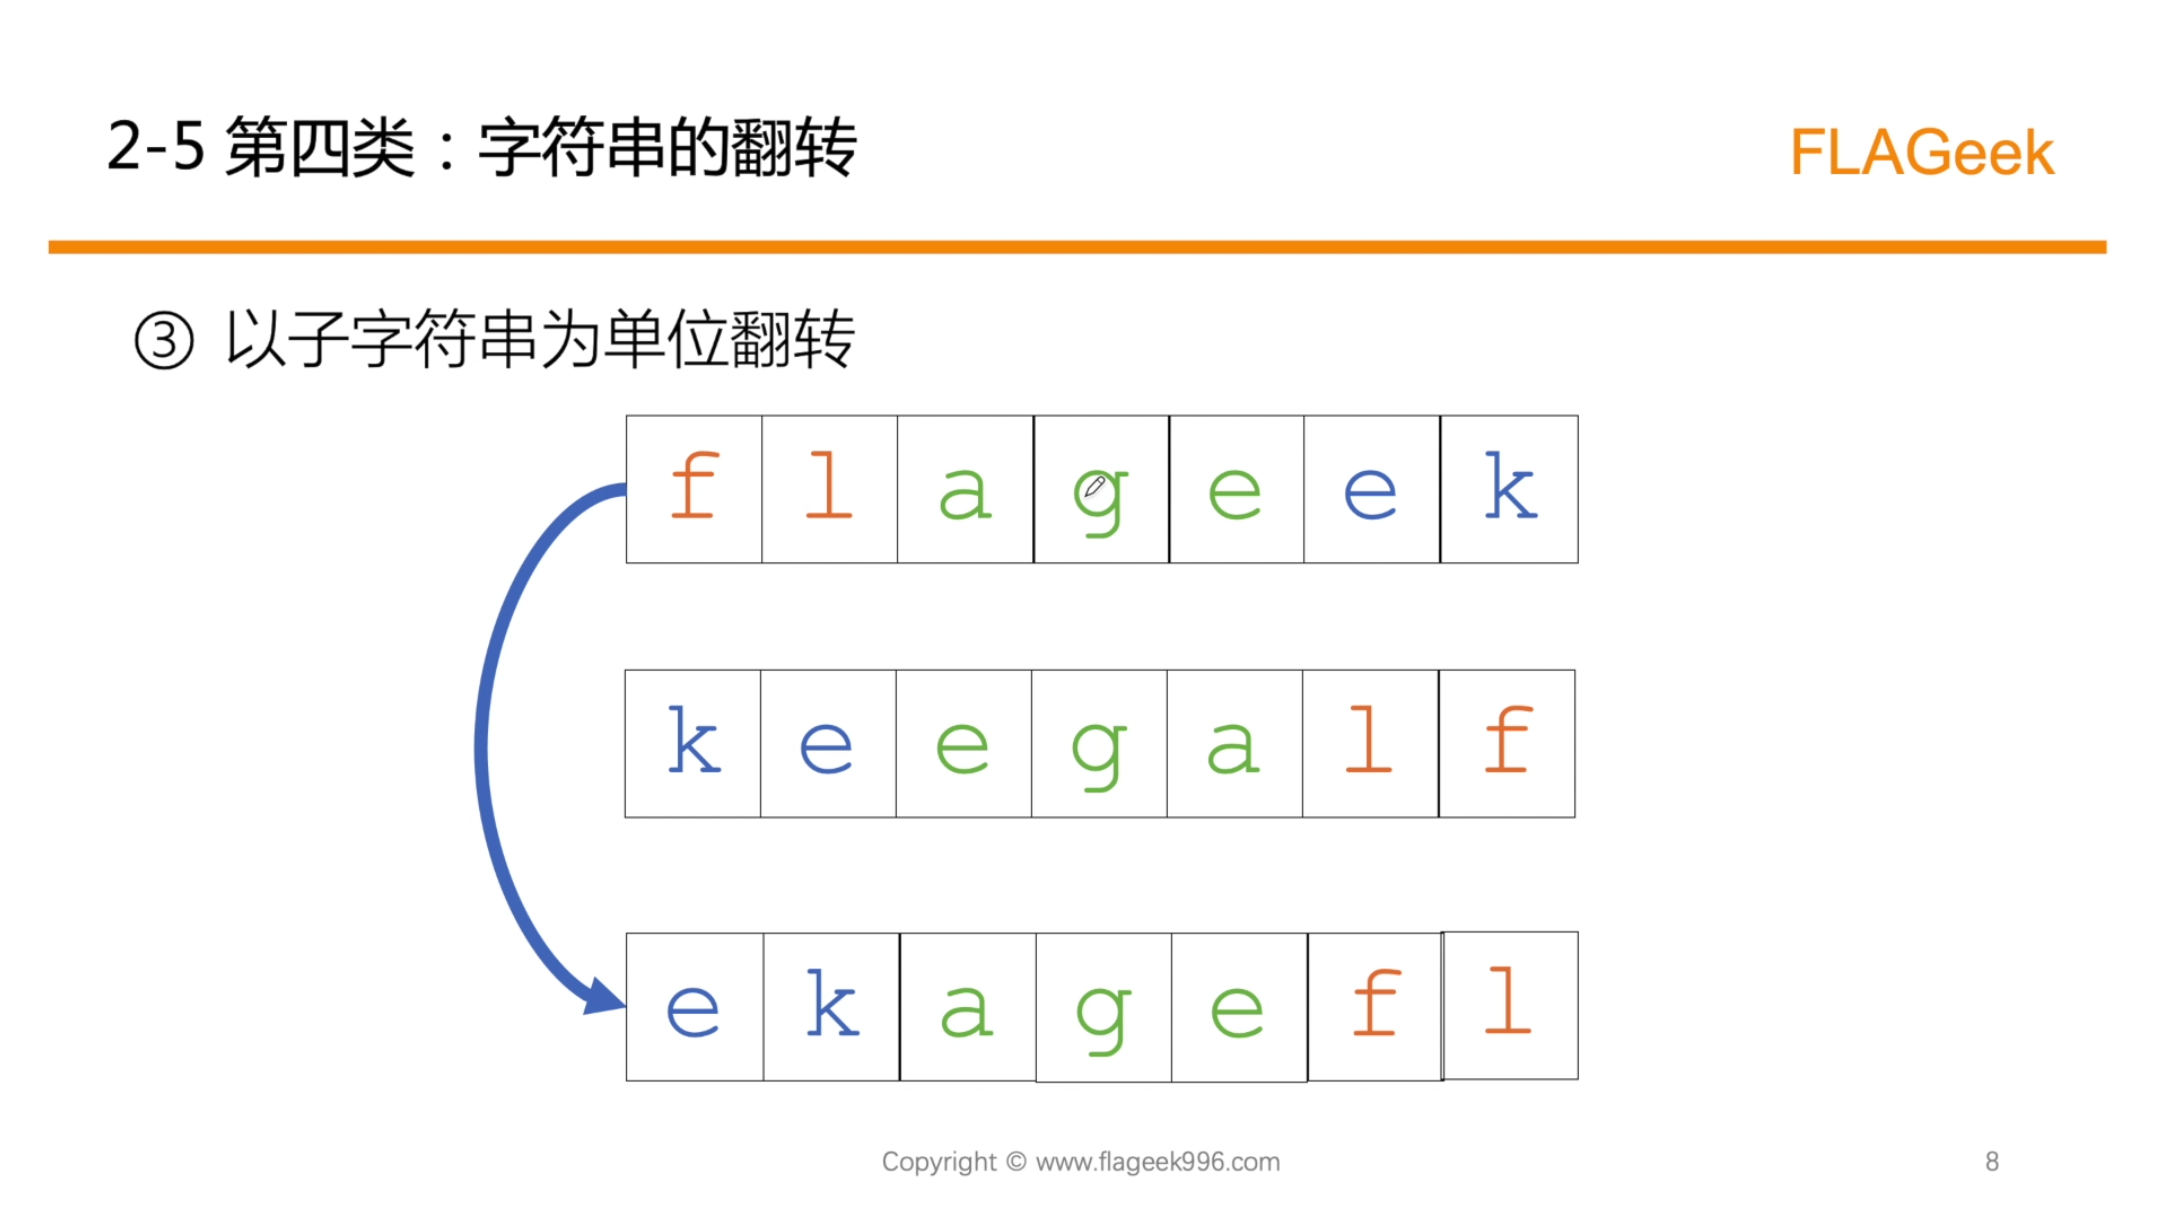 2-5 第四类：字符串的翻转
FLAGeek
③ 以子字符串为单位翻转
f l a g e e k
k e e g a l f
e k a g e f l
Copyright © www.flageek996.com
8